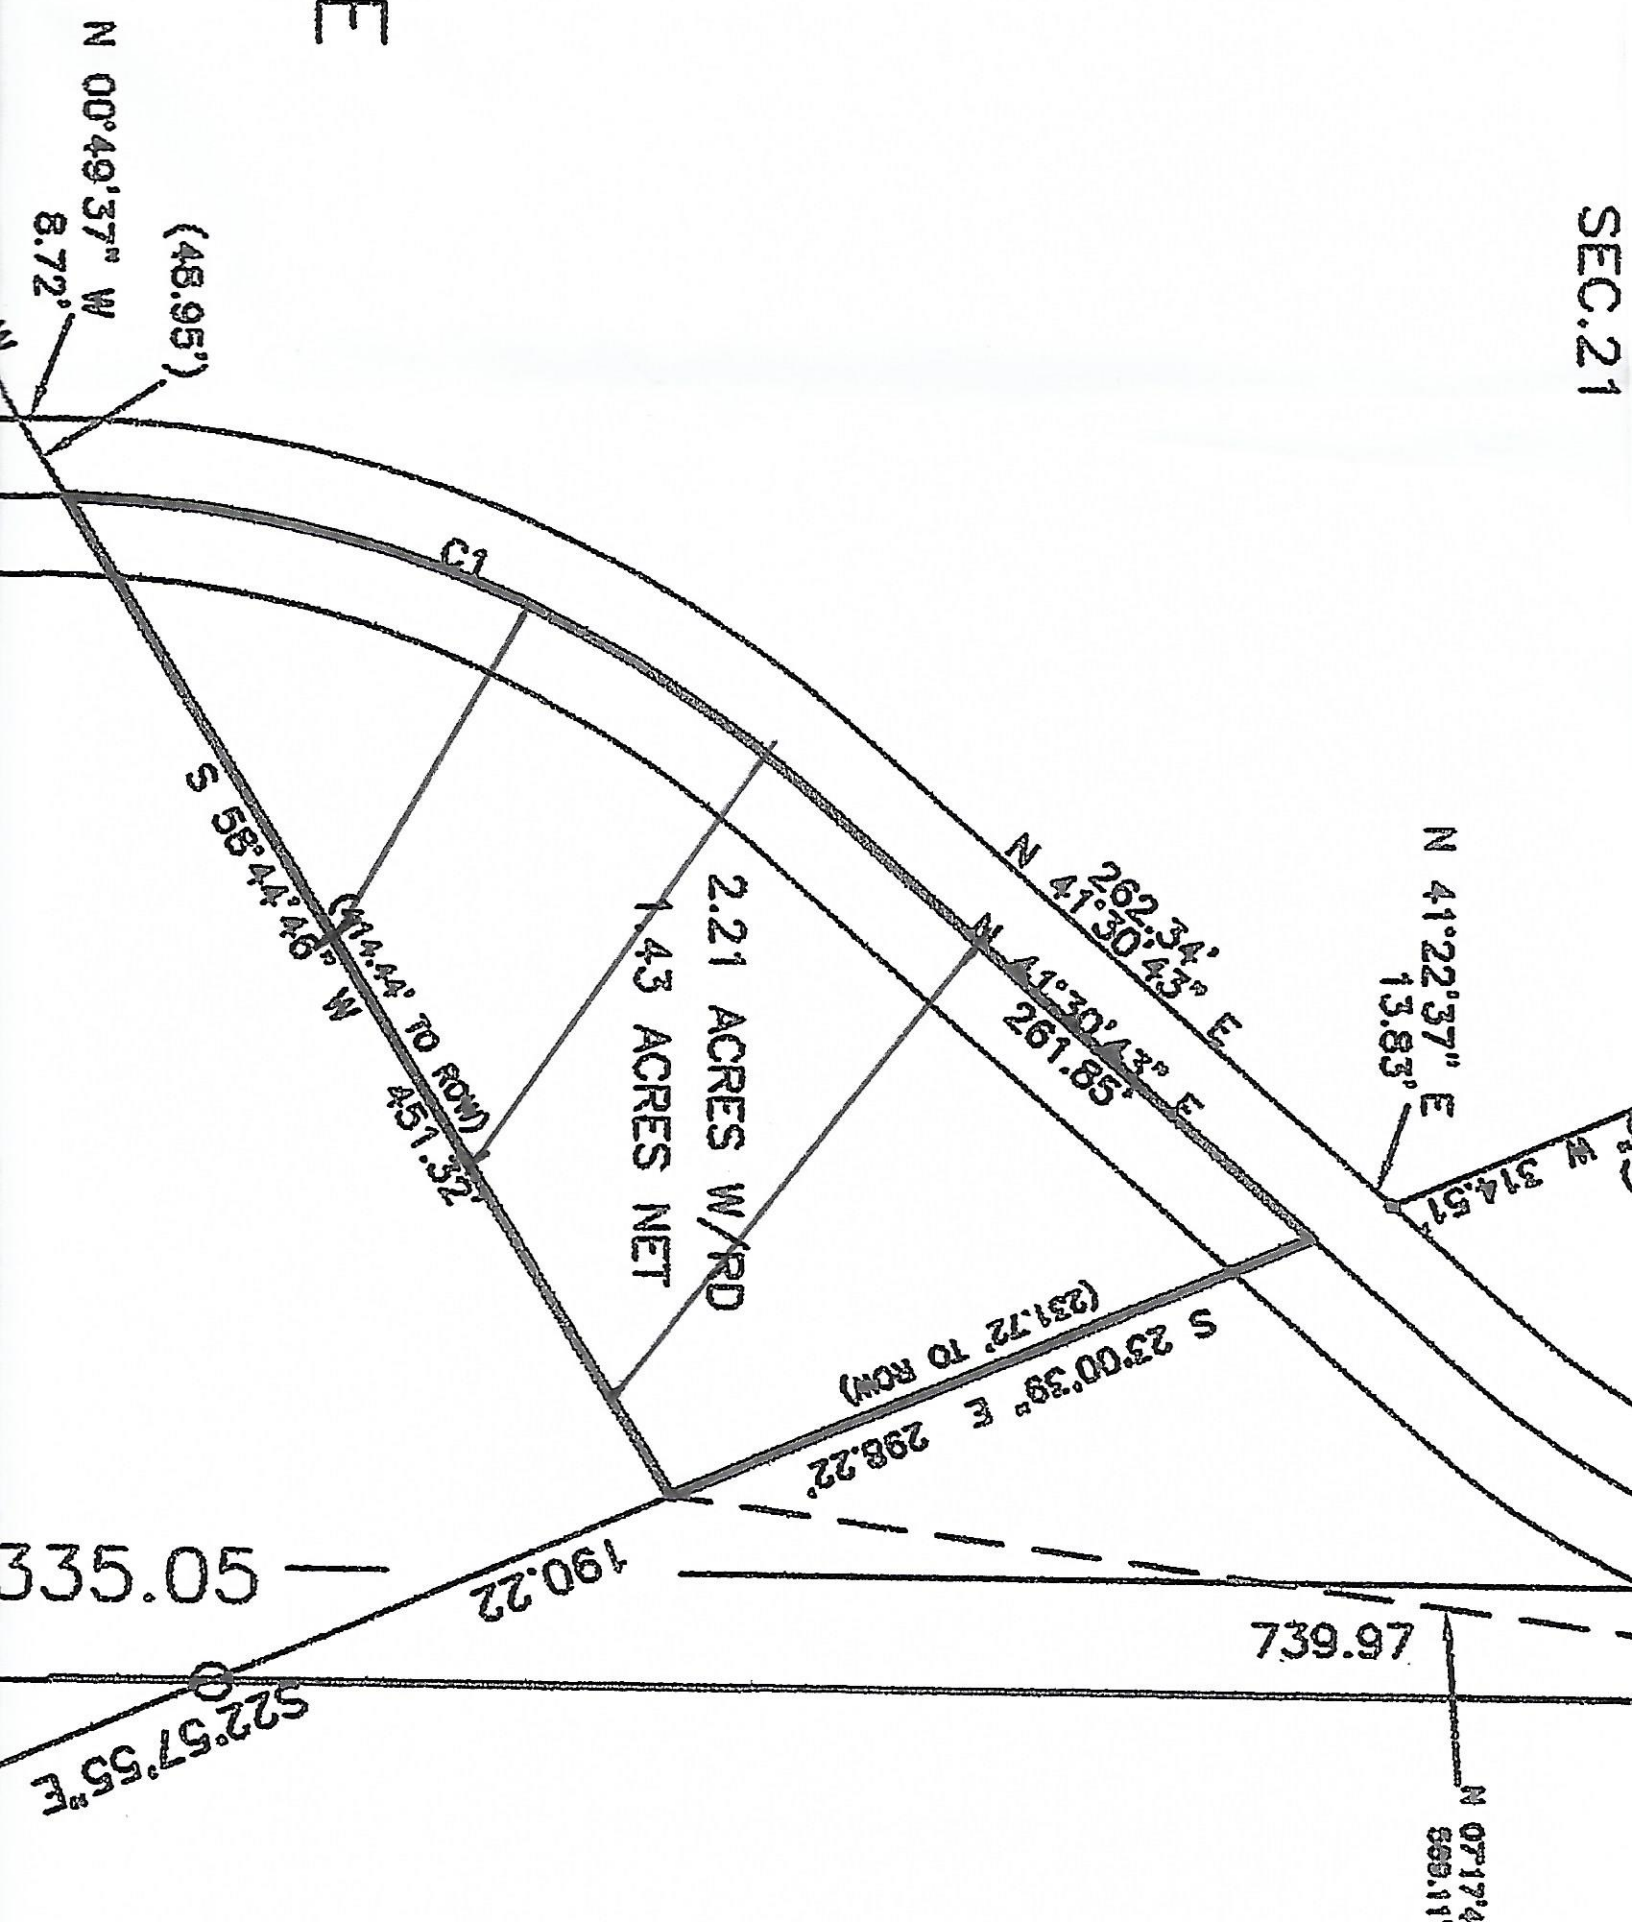 E
SEC.21
N 00°49'37" W
8.72'
(48.95')
C1
262.34'
N 41°30'43" E
N 41°22'37" E
13.83'
N 41°30'43" E
261.85'
W 314.51'
S 58°44'46" W
451.32'
(414.44' TO ROW)
2.21 ACRES W/RD
1.43 ACRES NET
(231.72' TO ROW)
S 23°00'39" E 298.22'
190.22
335.05
739.97
S22°57'55"E
N 07°17'4